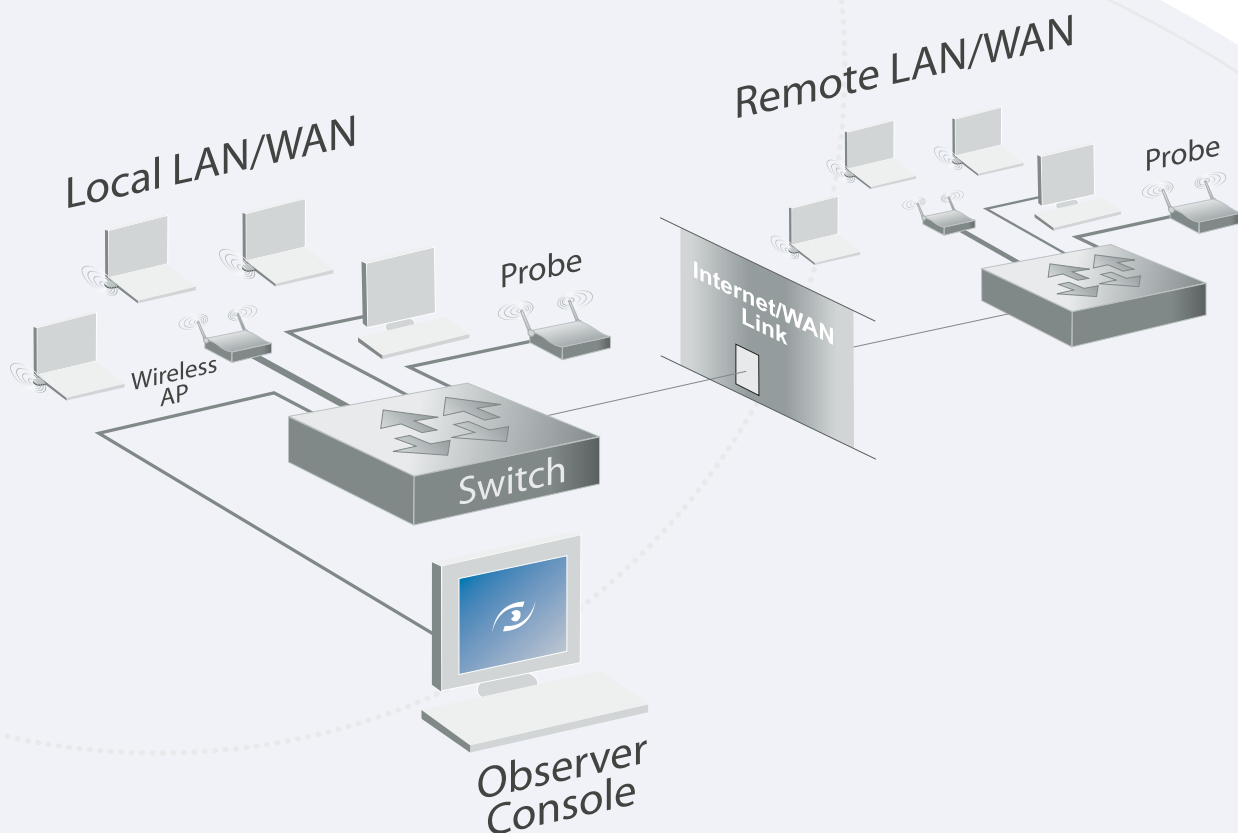 Remote LAN/WAN
Local LAN/WAN
Probe
Probe
Internet/WAN
Link
Wireless
AP
Switch
Observer
Console